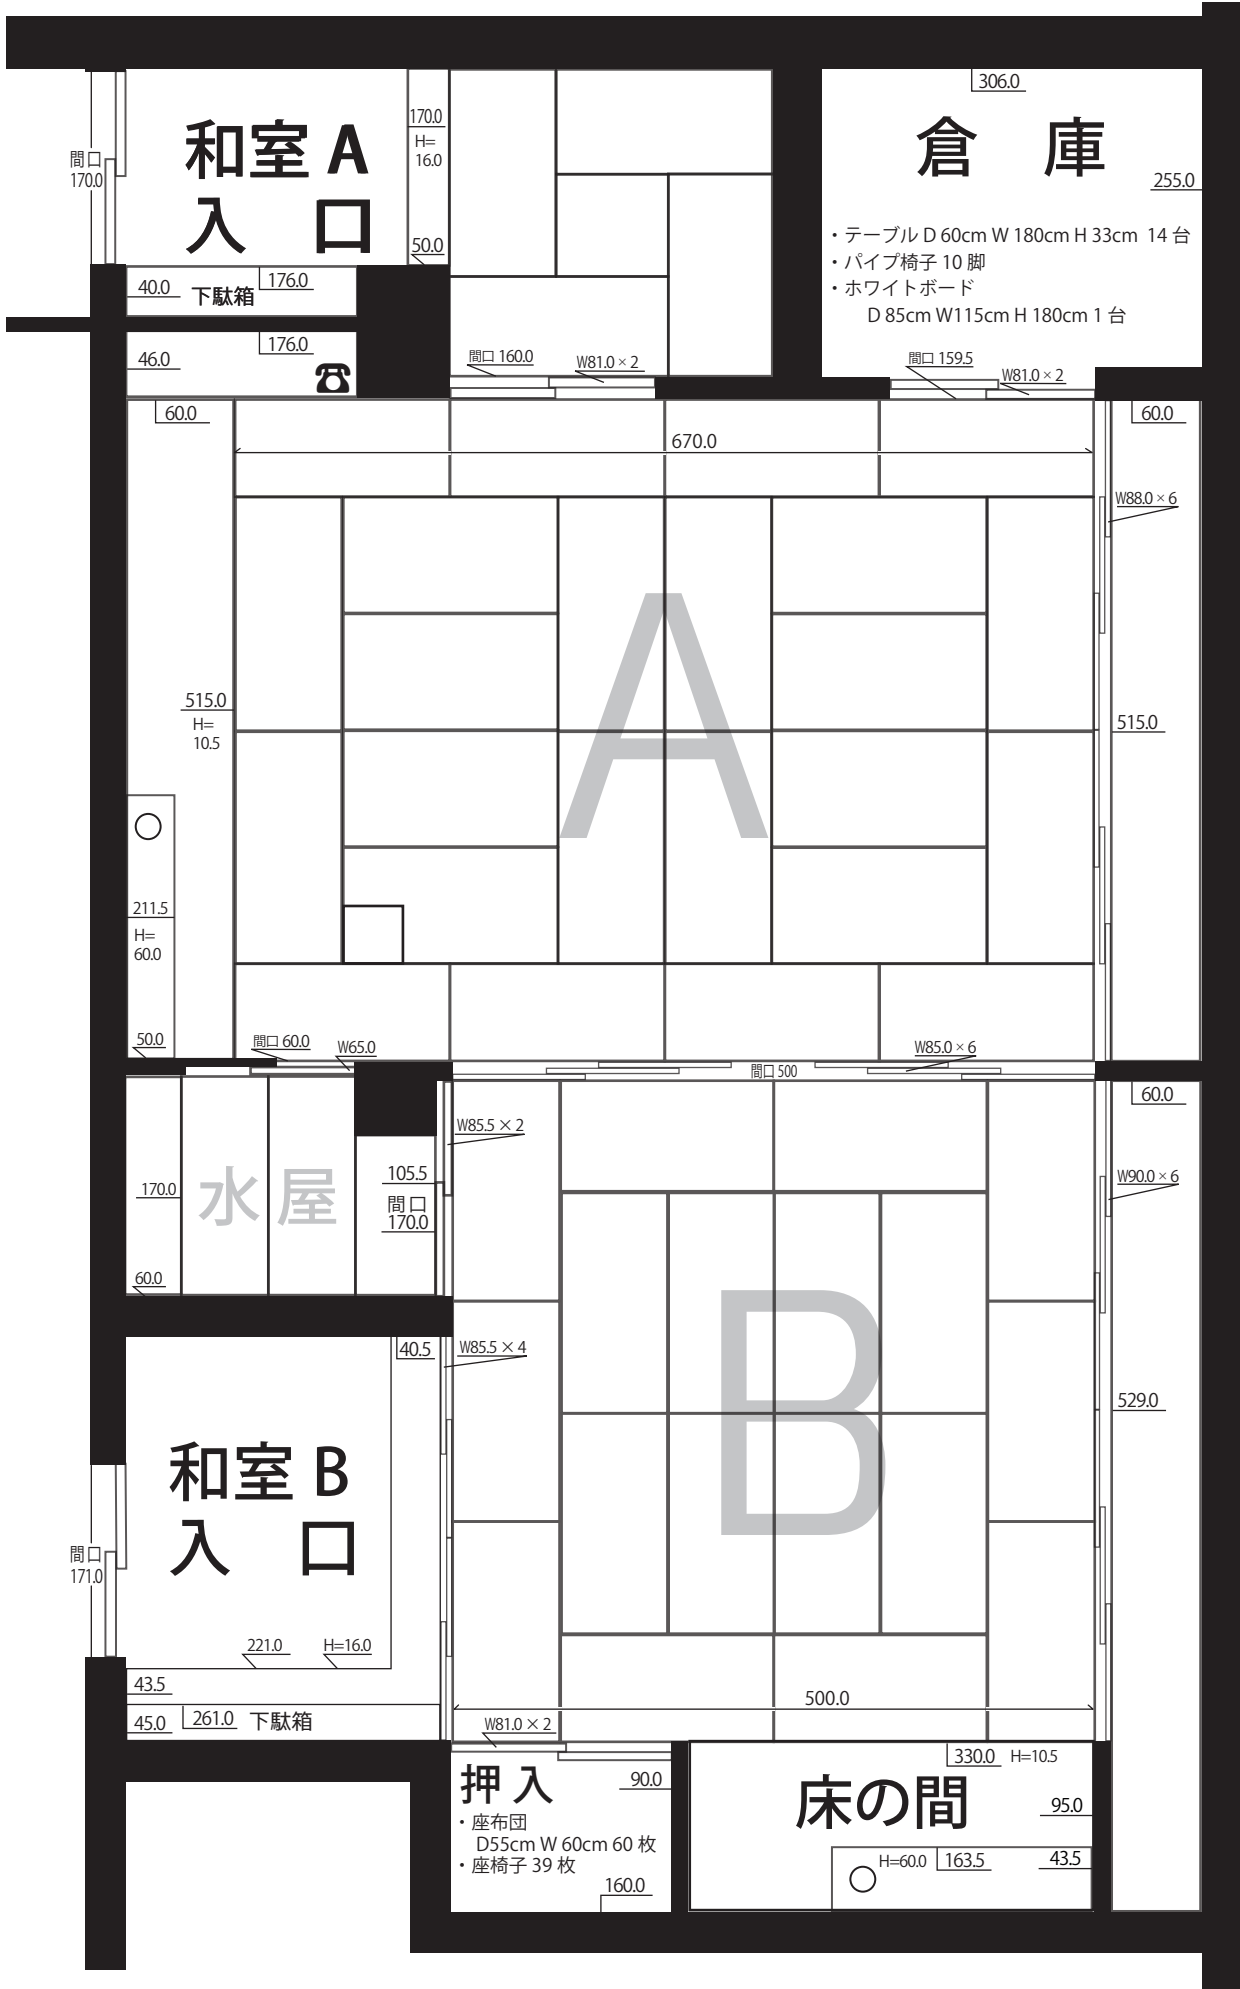 和室 A
入 口
間口
170.0
170.0
H=
16.0
50.0
40.0
下駄箱
176.0
46.0
176.0
306.0
倉 庫
255.0
・テーブル D 60cm W 180cm H 33cm 14 台
・パイプ椅子 10 脚
・ホワイトボード
D 85cm W115cm H 180cm 1 台
間口 160.0
W81.0 × 2
間口 159.5
W81.0 × 2
60.0
670.0
60.0
W88.0 × 6
A
515.0
H=
10.5
515.0
211.5
H=
60.0
50.0
間口 60.0
W65.0
W85.0 × 6
間口 500
60.0
W85.5 × 2
水屋
170.0
105.5
間口
170.0
60.0
W90.0 × 6
40.5
W85.5 × 4
B
529.0
和室 B
入 口
間口
171.0
221.0
H=16.0
43.5
45.0
261.0
下駄箱
500.0
W81.0 × 2
押 入
90.0
・座布団
D55cm W 60cm 60 枚
・座椅子 39 枚
160.0
330.0
H=10.5
床の間
95.0
H=60.0
163.5
43.5